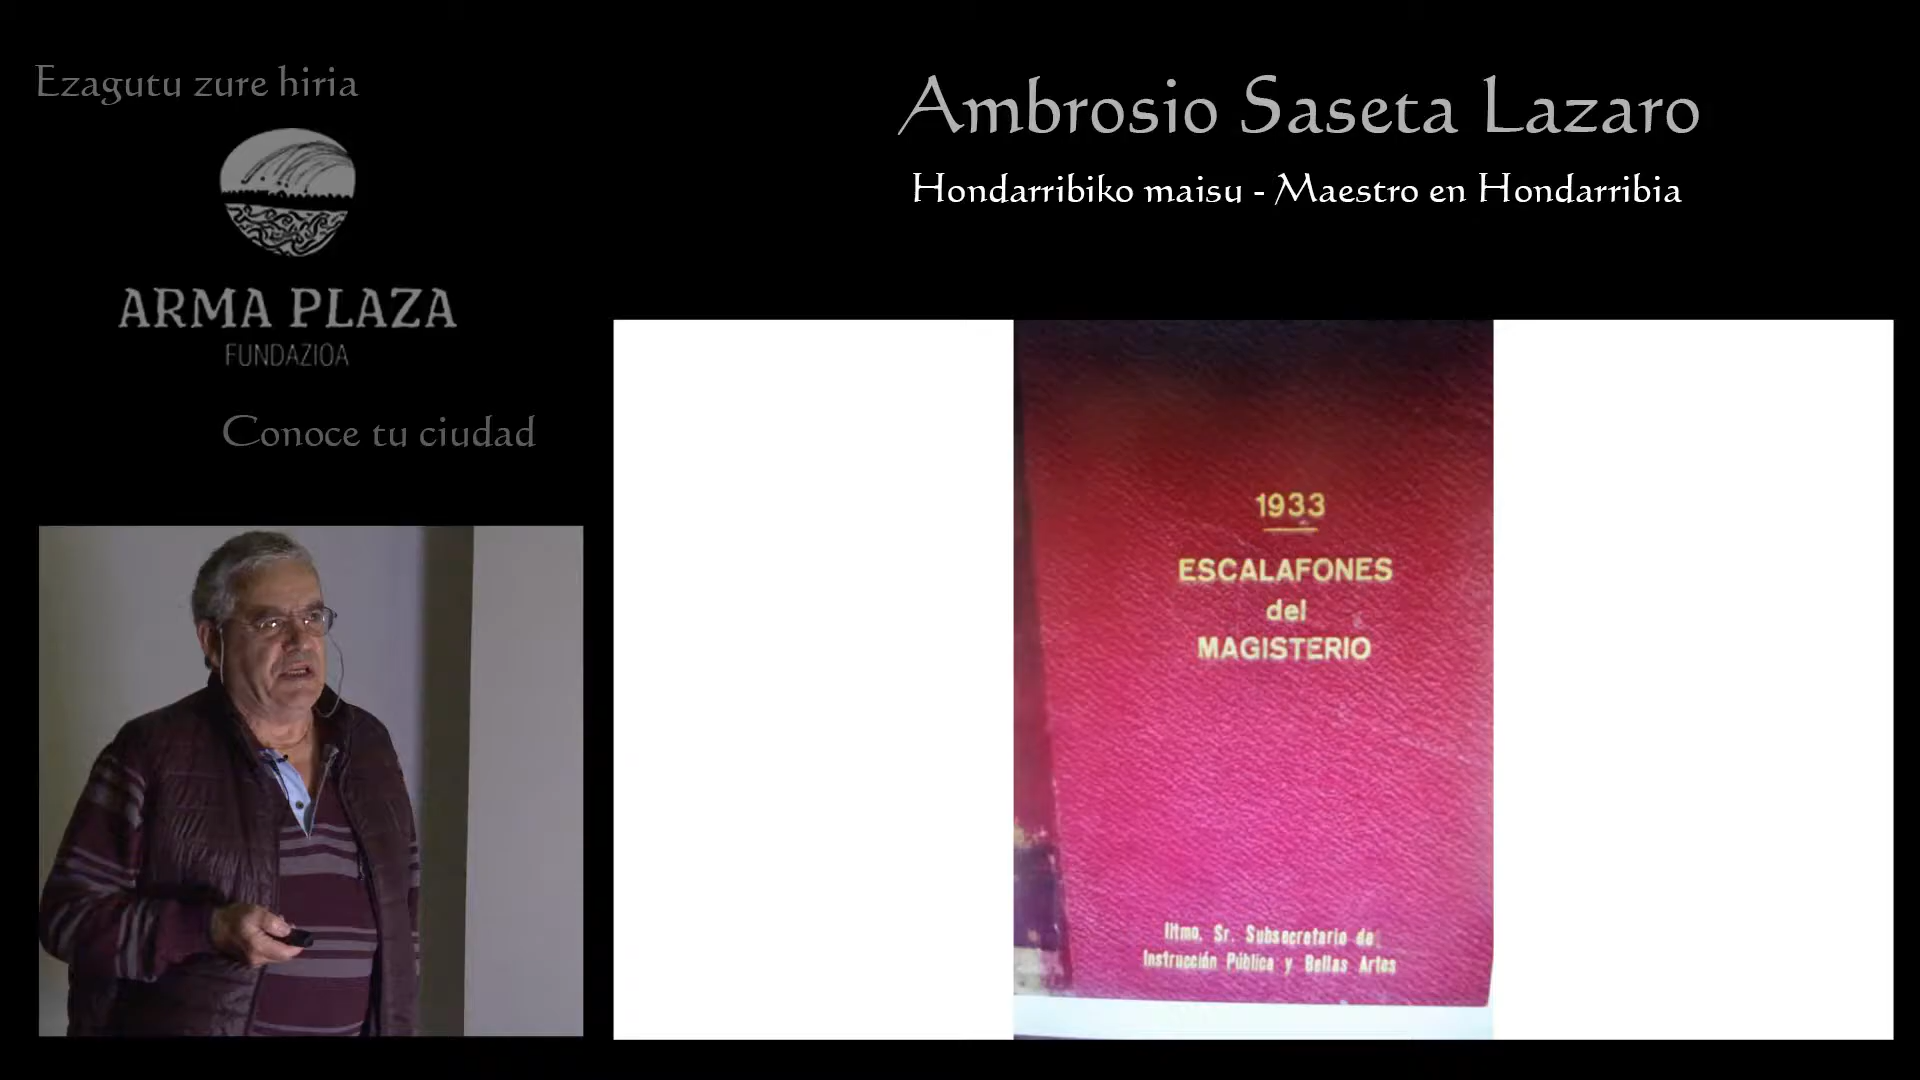 Ezagutu zure hiria
ARMA PLAZA
FUNDAZIOA
Conoce tu ciudad
Ambrosio Saseta Lazaro
Hondarribiko maisu - Maestro en Hondarribia
1933
ESCALAFONES
del
MAGISTERIO
Iltmo. Sr. Subsecretario de
Instrucción Pública y Bellas Artes